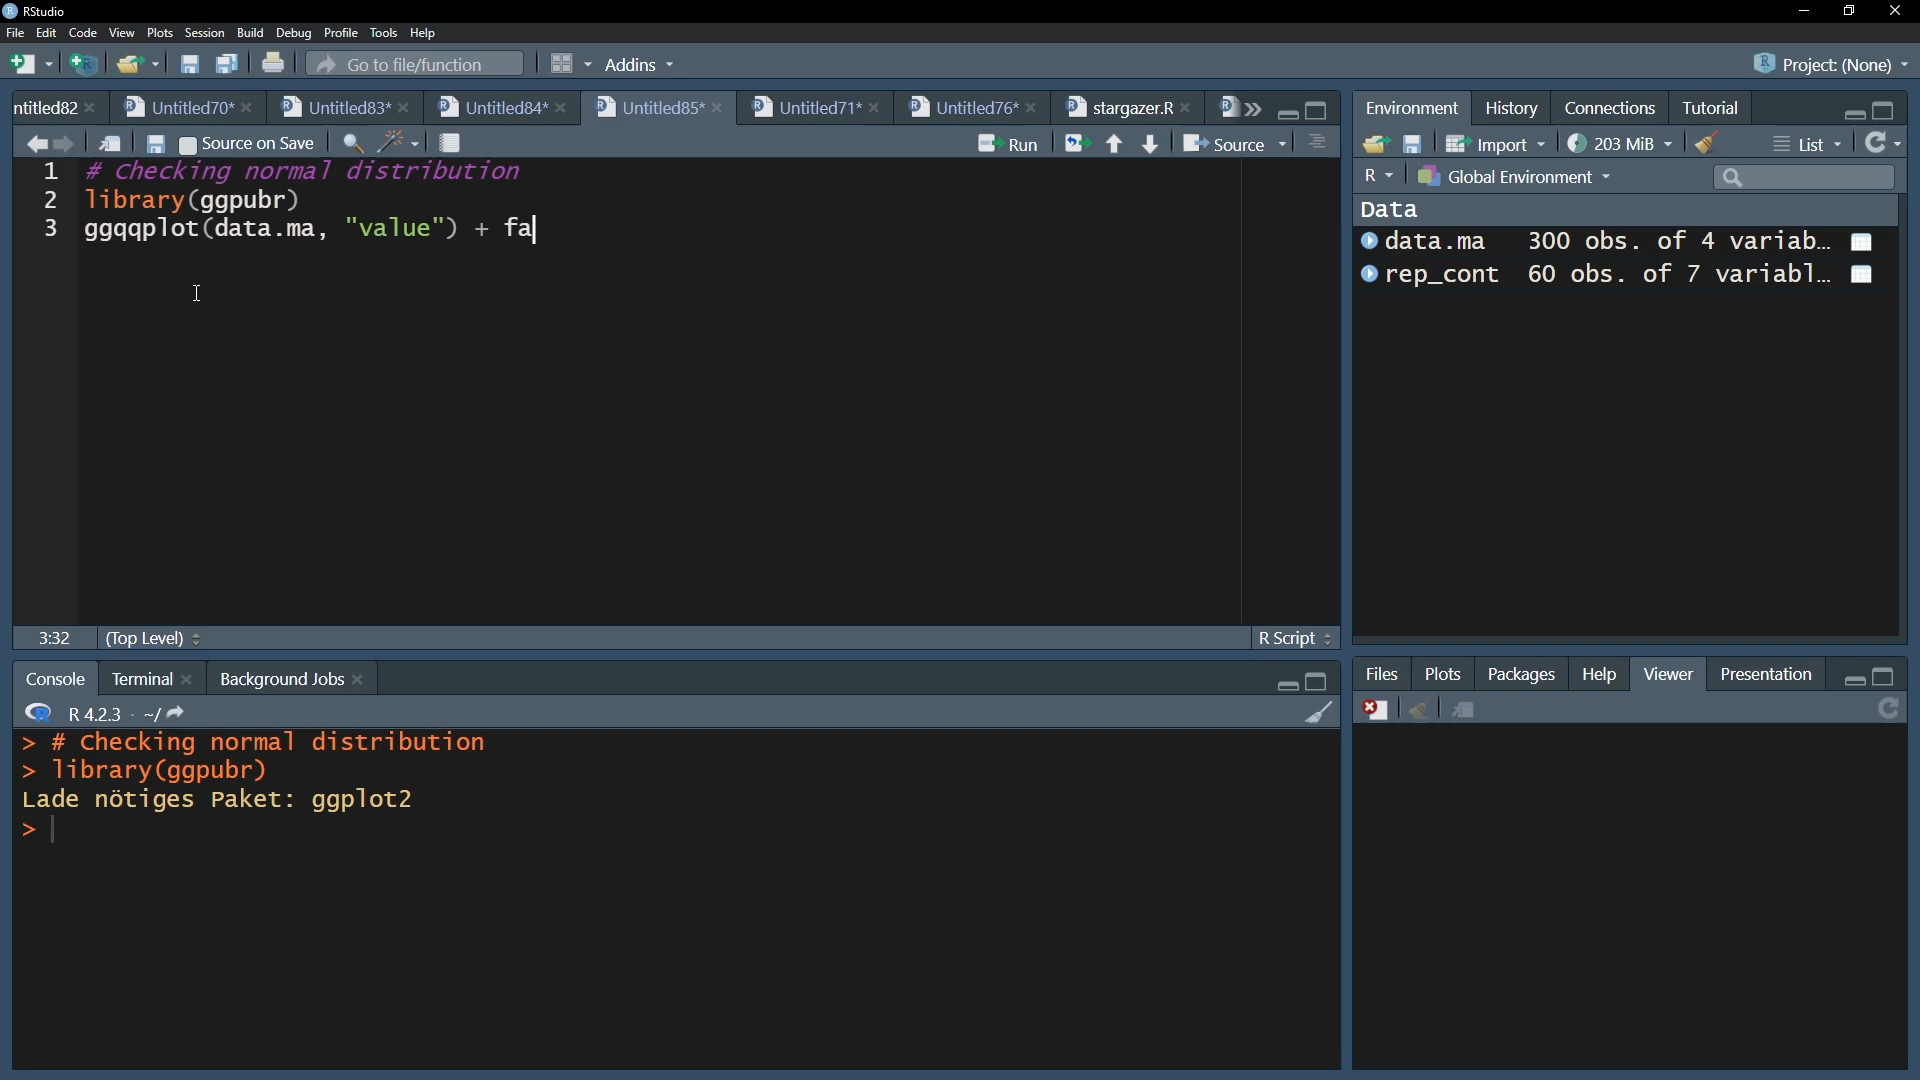 RStudio
File Edit Code View Plots Session Build Debug Profile Tools Help
Go to file/function Addins Project: (None)
ntitled82 Untitled70* Untitled83* Untitled84* Untitled85* Untitled71* Untitled76* stargazer.R
Source on Save Run Source
1 # Checking normal distribution
2 library(ggpubr)
3 ggqqplot(data.ma, "value") + fa
3:32 (Top Level) R Script
Console Terminal Background Jobs
R 4.2.3 · ~/
> # Checking normal distribution
> library(ggpubr)
Lade nötiges Paket: ggplot2
>
Environment History Connections Tutorial
Import 203 MiB List
R Global Environment
Data
data.ma 300 obs. of 4 variab…
rep_cont 60 obs. of 7 variabl…
Files Plots Packages Help Viewer Presentation